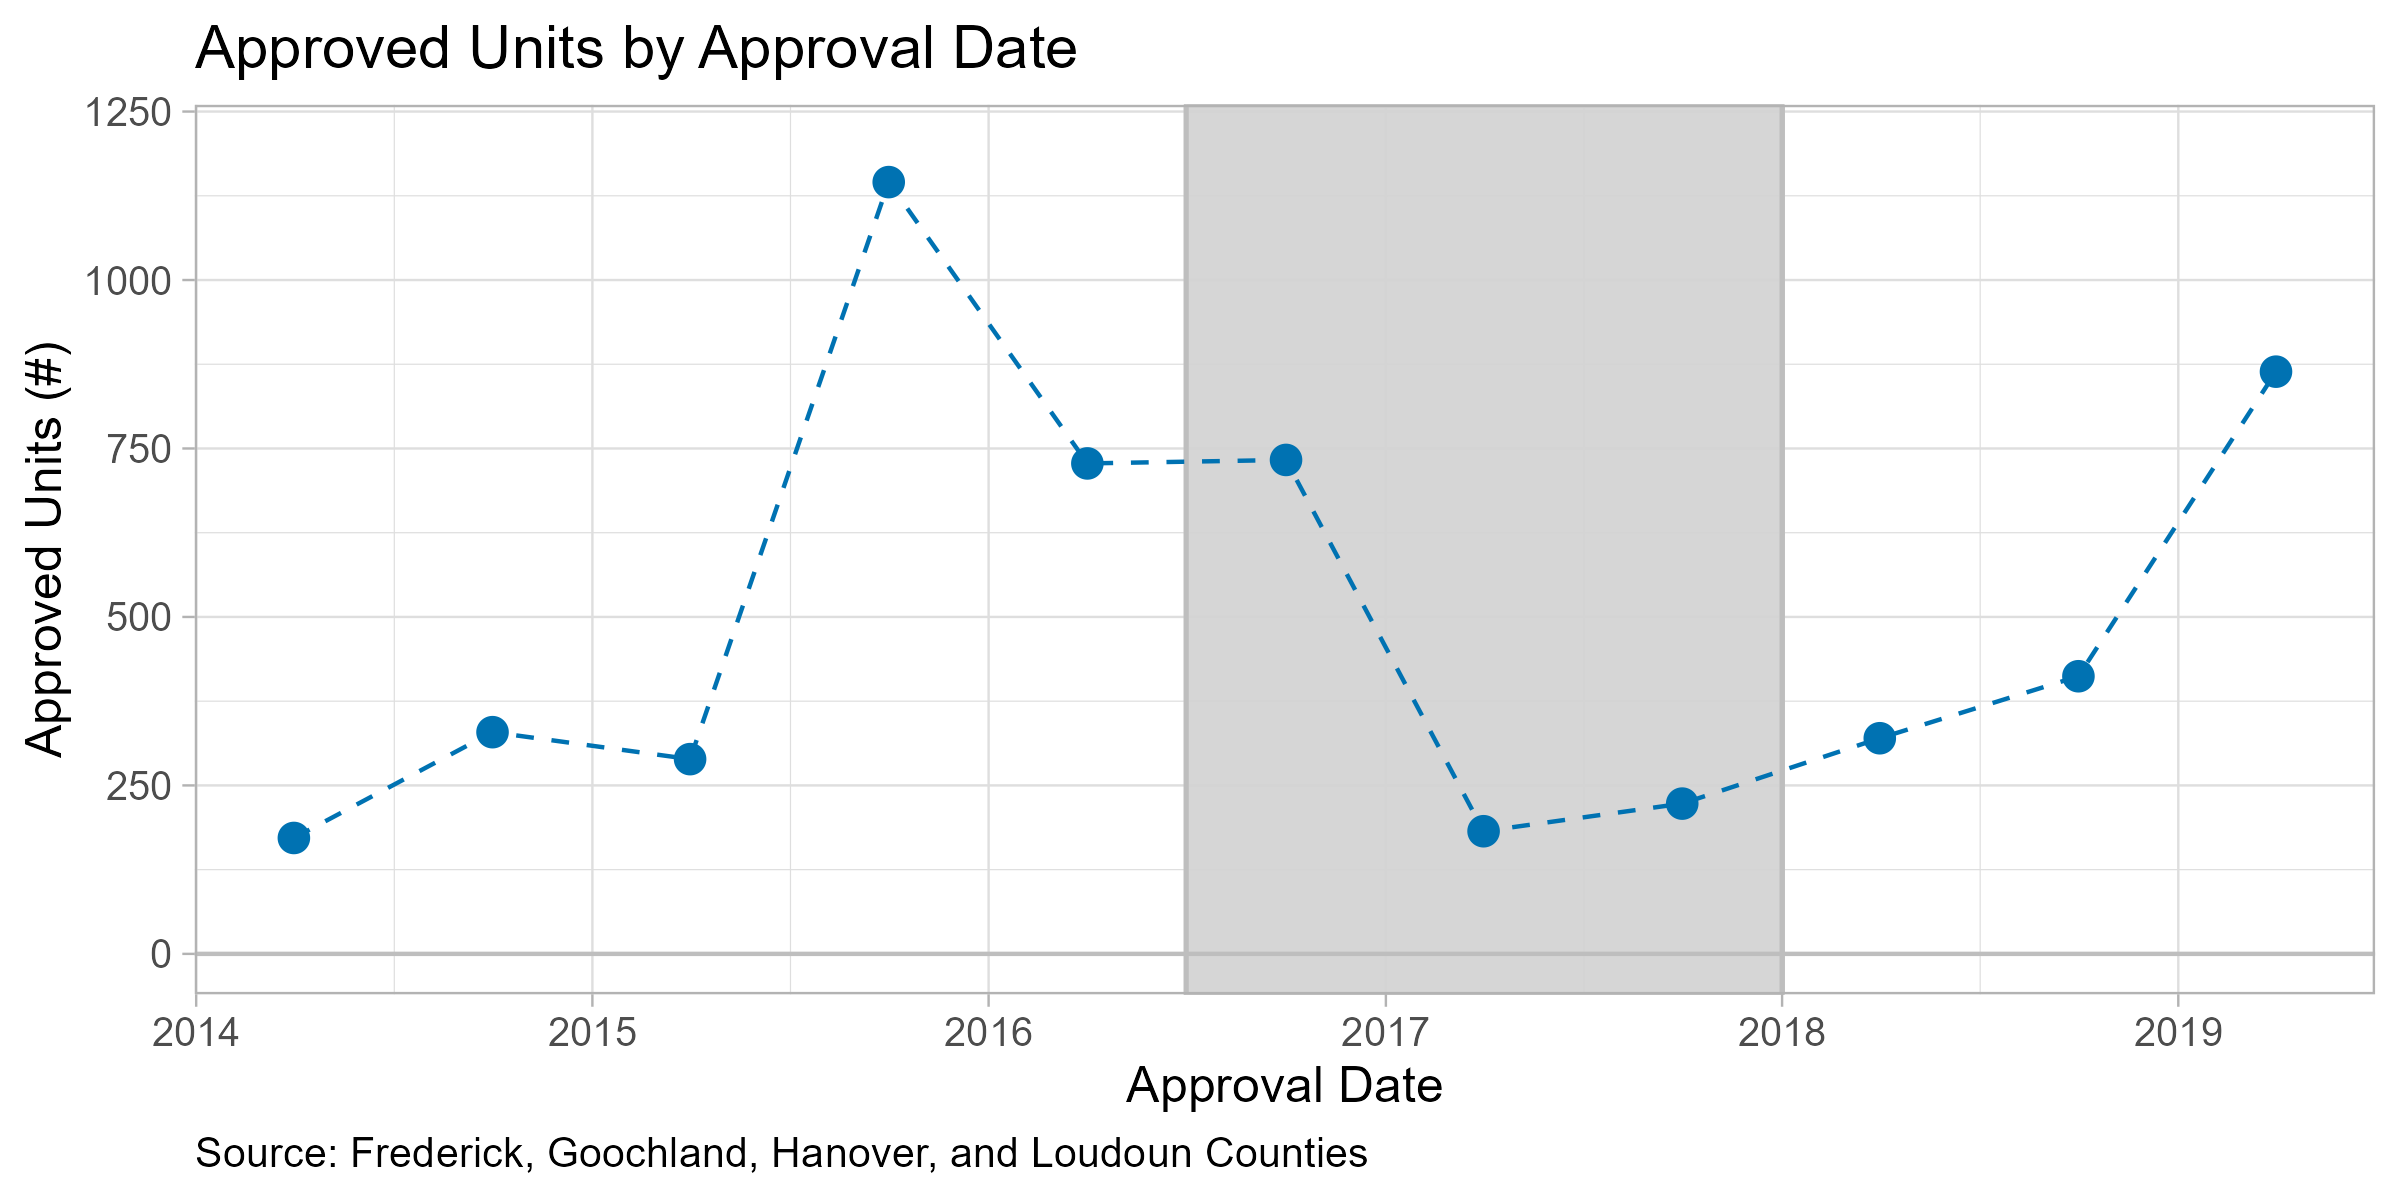 Approved Units by Approval Date
1250
1000
750
500
250
0
Approved Units (#)
2014 2015 2016 2017 2018 2019
Approval Date
Source: Frederick, Goochland, Hanover, and Loudoun Counties